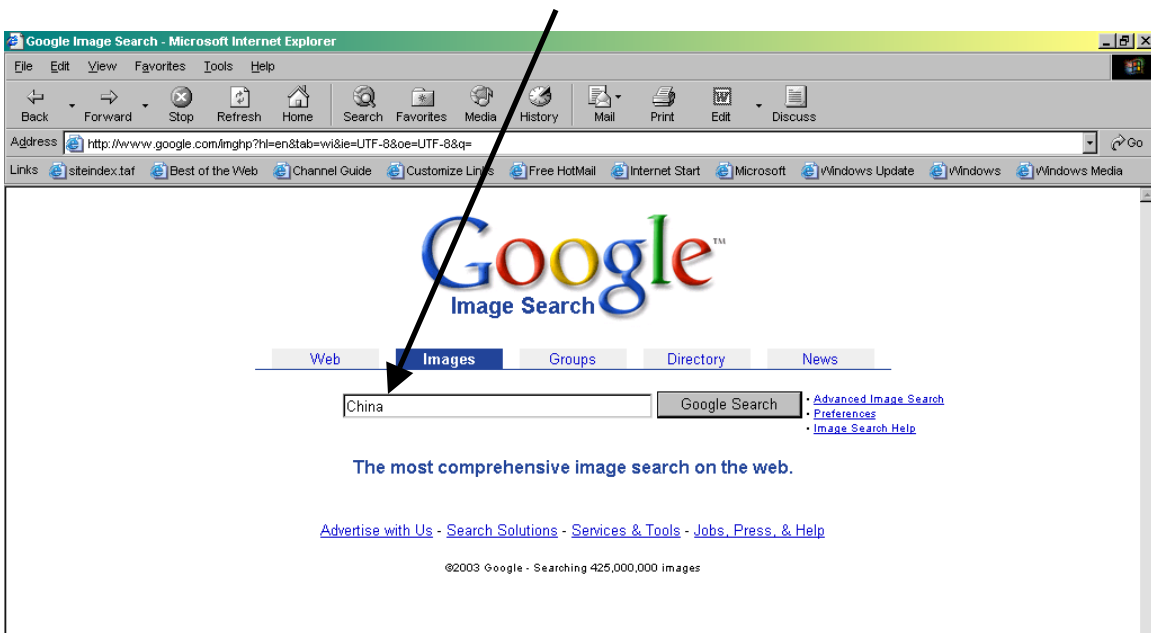 Google Image Search - Microsoft Internet Explorer
File Edit View Favorites Tools Help
Back Forward Stop Refresh Home Search Favorites Media History Mail Print Edit Discuss
Address http://www.google.com/imghp?hl=en&tab=wi&ie=UTF-8&oe=UTF-8&q= Go
Links siteindex.taf Best of the Web Channel Guide Customize Links Free HotMail Internet Start Microsoft Windows Update Windows Windows Media
Google™
Image Search
Web Images Groups Directory News
China Google Search • Advanced Image Search
• Preferences
• Image Search Help
The most comprehensive image search on the web.
Advertise with Us - Search Solutions - Services & Tools - Jobs, Press, & Help
©2003 Google - Searching 425,000,000 images